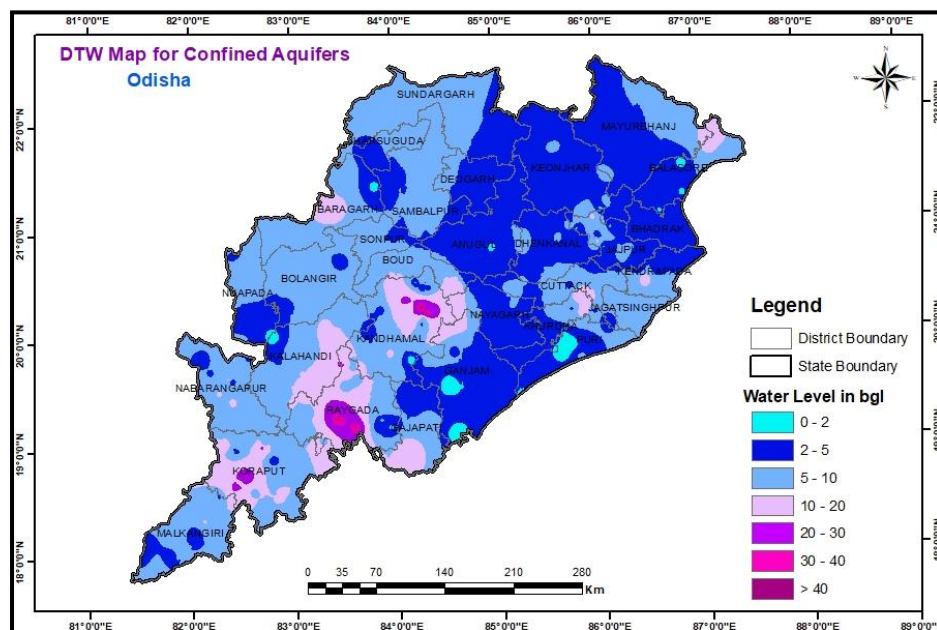 81°0'0"E 82°0'0"E 83°0'0"E 84°0'0"E 85°0'0"E 86°0'0"E 87°0'0"E 88°0'0"E 89°0'0"E
DTW Map for Confined Aquifers
Odisha
N
W E
S
SUNDARGARH
MAYURBHANJ
JHARSUGUDA
KEONJHAR
BALASORE
DEOGARH
BARAGARH
SAMBALPUR
SONPUR
ANUGUL
DHENKANAL
BHADRAK
JAJPUR
BOUD
BOLANGIR
KENDRAPADA
CUTTACK
NUAPADA
JAGATSINGHPUR
NAYAGARH
KHURDHA
PURI
KANDHAMAL
KALAHANDI
GANJAM
NABARANGAPUR
RAYGADA
GAJAPATI
KORAPUT
MALKANGIRI
22°0'0"N
21°0'0"N
20°0'0"N
19°0'0"N
18°0'0"N
Legend
District Boundary
State Boundary
Water Level in bgl
0 - 2
2 - 5
5 - 10
10 - 20
20 - 30
30 - 40
> 40
0 35 70 140 210 280
Km
81°0'0"E 82°0'0"E 83°0'0"E 84°0'0"E 85°0'0"E 86°0'0"E 87°0'0"E 88°0'0"E